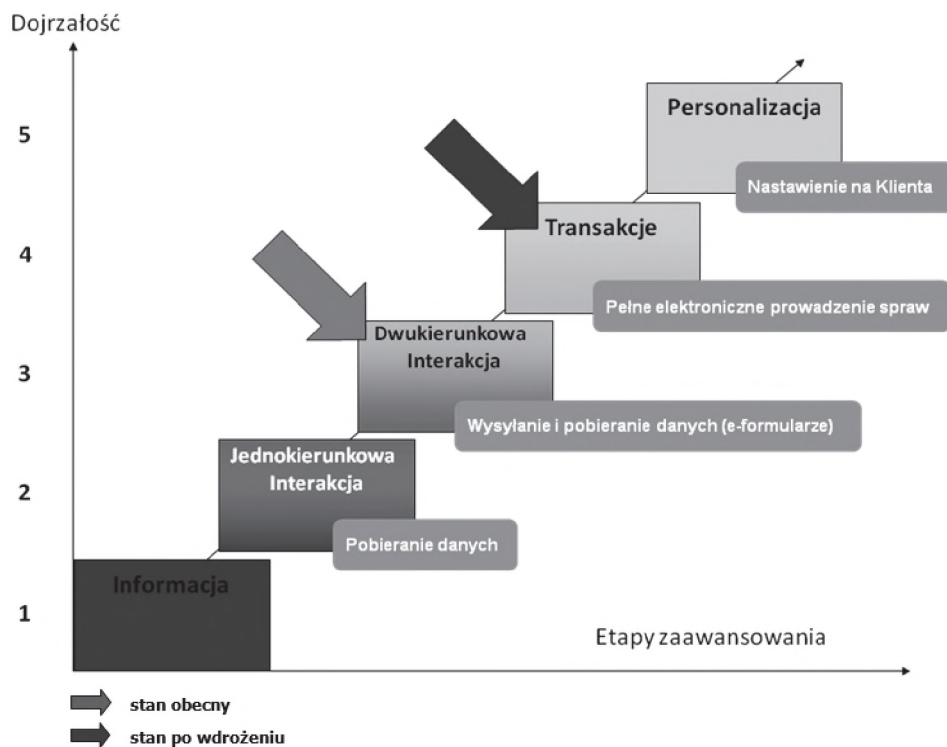 Dojrzałość
5
Personalizacja
Nastawienie na Klienta
4
Transakcje
Pełne elektroniczne prowadzenie spraw
3
Dwukierunkowa
Interakcja
Wysyłanie i pobieranie danych (e-formularze)
2
Jednokierunkowa
Interakcja
Pobieranie danych
1
Informacja
Etapy zaawansowania
stan obecny
stan po wdrożeniu